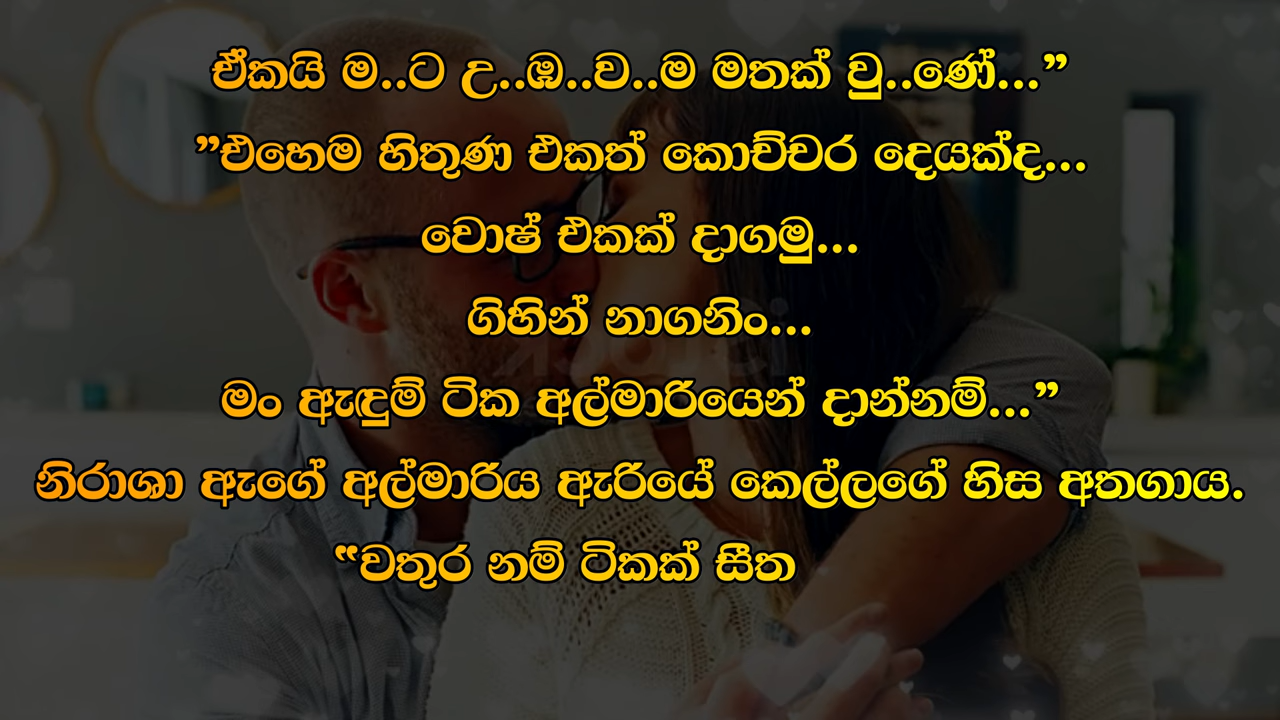 ඒකයි ම..ට උ..ඹ..ව..ම මතක් වු..ණේ...”
”එහෙම හිතුණ එකත් කොච්චර දෙයක්ද...
වොෂ් එකක් දාගමු...
ගිහින් නාගනිං...
මං ඇඳුම් ටික අල්මාරියෙන් දාන්නම්...”
නිරාශා ඇගේ අල්මාරිය ඇරියේ කෙල්ලගේ හිස අතගාය.
“වතුර නම් ටිකක් සීත